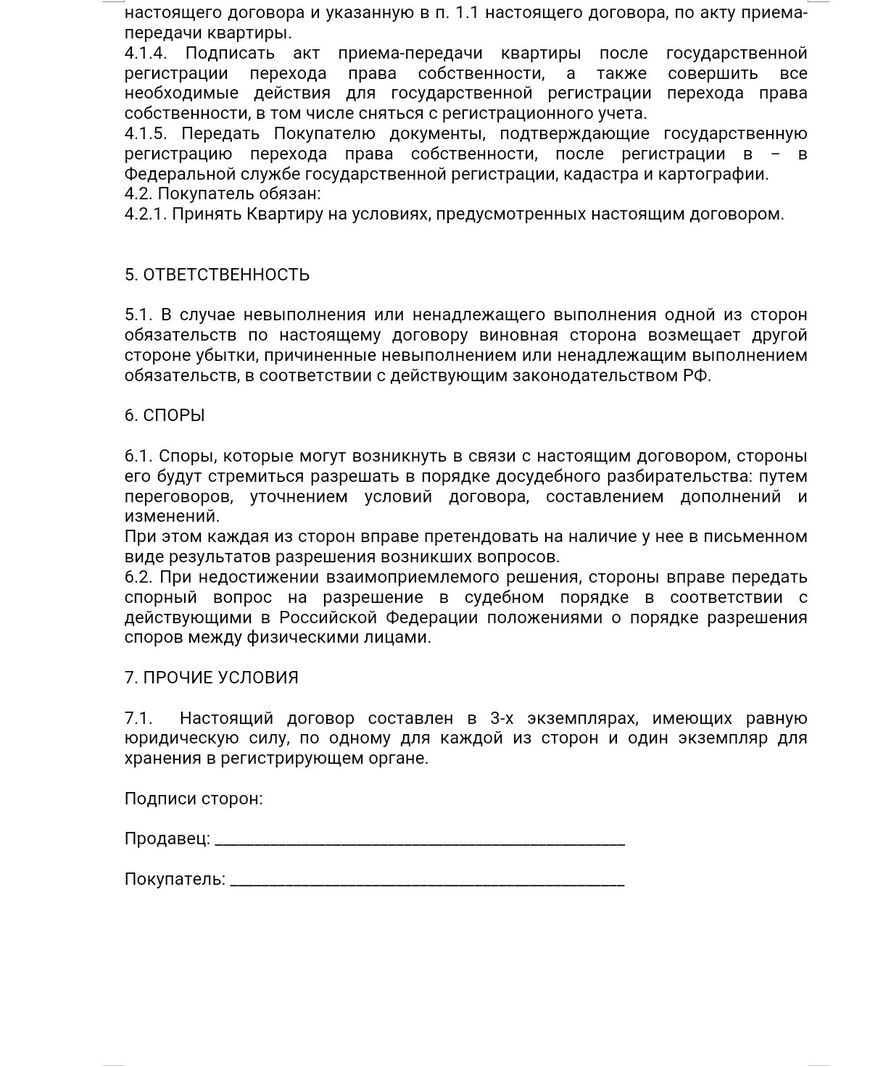 настоящего договора и указанную в п. 1.1 настоящего договора, по акту приема-
передачи квартиры.
4.1.4. Подписать акт приема-передачи квартиры после государственной
регистрации перехода права собственности, а также совершить все
необходимые действия для государственной регистрации перехода права
собственности, в том числе сняться с регистрационного учета.
4.1.5. Передать Покупателю документы, подтверждающие государственную
регистрацию перехода права собственности, после регистрации в – в
Федеральной службе государственной регистрации, кадастра и картографии.
4.2. Покупатель обязан:
4.2.1. Принять Квартиру на условиях, предусмотренных настоящим договором.
5. ОТВЕТСТВЕННОСТЬ
5.1. В случае невыполнения или ненадлежащего выполнения одной из сторон
обязательств по настоящему договору виновная сторона возмещает другой
стороне убытки, причиненные невыполнением или ненадлежащим выполнением
обязательств, в соответствии с действующим законодательством РФ.
6. СПОРЫ
6.1. Споры, которые могут возникнуть в связи с настоящим договором, стороны
его будут стремиться разрешать в порядке досудебного разбирательства: путем
переговоров, уточнением условий договора, составлением дополнений и
изменений.
При этом каждая из сторон вправе претендовать на наличие у нее в письменном
виде результатов разрешения возникших вопросов.
6.2. При недостижении взаимоприемлемого решения, стороны вправе передать
спорный вопрос на разрешение в судебном порядке в соответствии с
действующими в Российской Федерации положениями о порядке разрешения
споров между физическими лицами.
7. ПРОЧИЕ УСЛОВИЯ
7.1. Настоящий договор составлен в 3-х экземплярах, имеющих равную
юридическую силу, по одному для каждой из сторон и один экземпляр для
хранения в регистрирующем органе.
Подписи сторон:
Продавец: ____________________________________________
Покупатель: __________________________________________